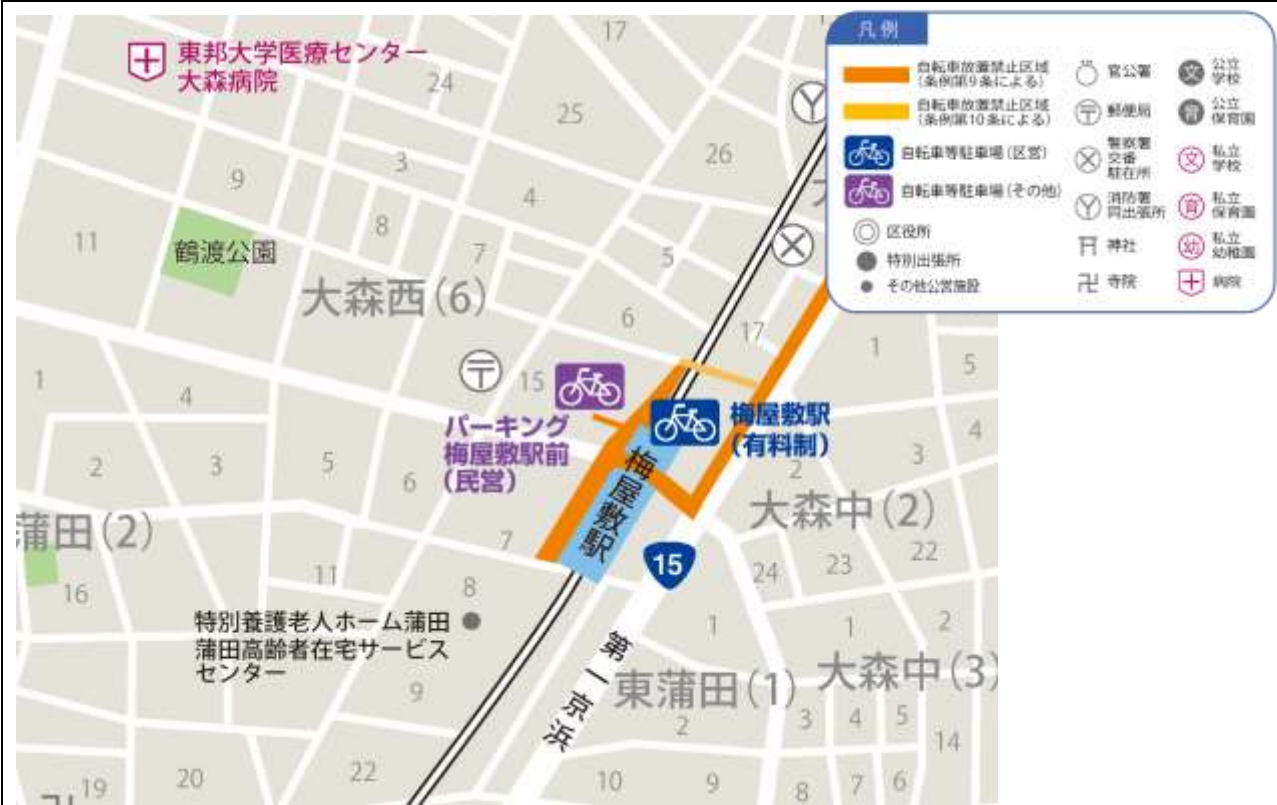 東邦大学医療センター
大森病院
17
24
25
26
3
9
4
11
8
7
5
鶴渡公園
大森西(6)
6
17
1
5
1
15
4
パーキング
梅屋敷駅前
(民営)
梅屋敷駅
(有料制)
梅屋敷駅
2
3
5
6
2
3
4
7
大森中(2)
蒲田(2)
15
22
23
24
16
11
8
特別養護老人ホーム蒲田
蒲田高齢者在宅サービス
センター
第一京浜
1
1
2
東蒲田(1)
大森中(3)
9
2
3
4
5
14
19
20
22
10
9
8
7
6
凡例
自転車放置禁止区域
(条例第9条による)
自転車放置禁止区域
(条例第10条による)
自転車等駐車場(区営)
自転車等駐車場(その他)
区役所
特別出張所
その他公営施設
官公署
郵便局
警察署
交番
駐在所
消防署
同出張所
神社
寺院
文
公立
学校
育
公立
保育園
文
私立
学校
育
私立
保育園
幼
私立
幼稚園
病院